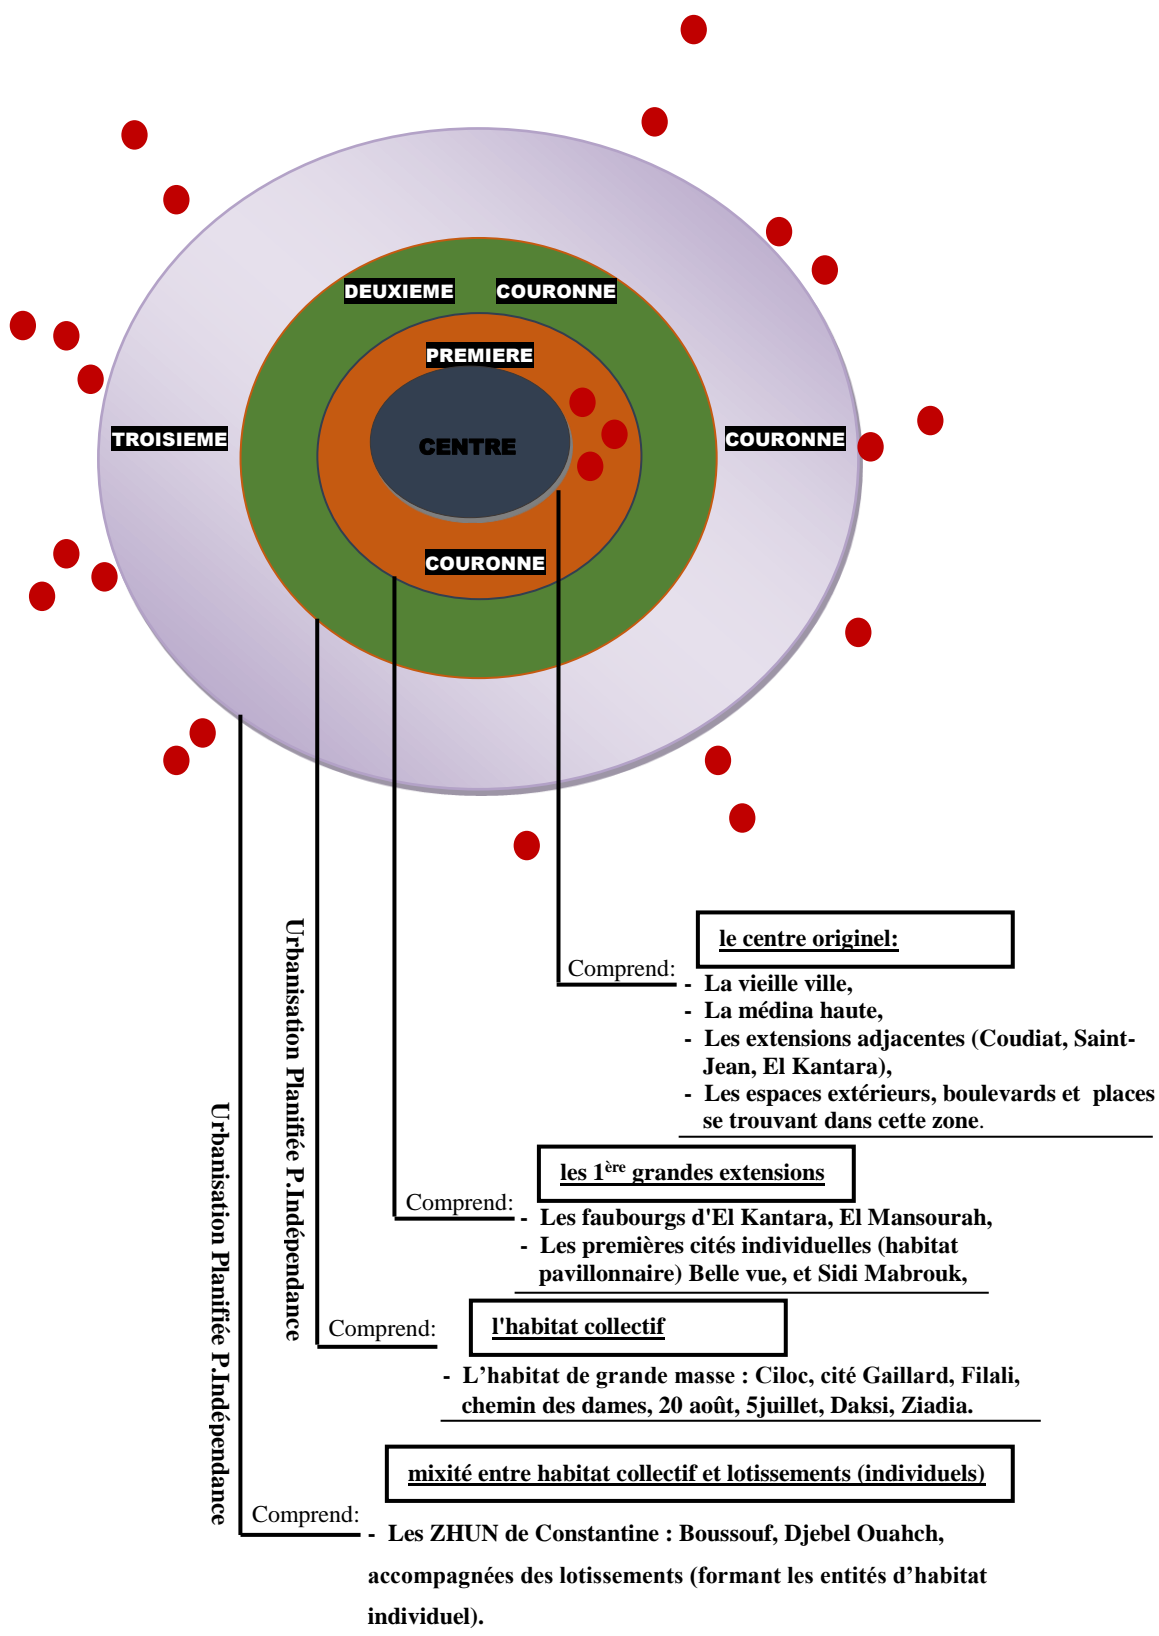 DEUXIEME COURONNE
PREMIERE
TROISIEME
CENTRE
COURONNE
COURONNE
Urbanisation Planifiée P.Indépendance
Urbanisation Planifiée P.Indépendance
le centre originel:
Comprend:
- La vieille ville,
- La médina haute,
- Les extensions adjacentes (Coudiat, Saint-
Jean, El Kantara),
- Les espaces extérieurs, boulevards et places
se trouvant dans cette zone.
les 1ère grandes extensions
Comprend:
- Les faubourgs d'El Kantara, El Mansourah,
- Les premières cités individuelles (habitat
pavillonnaire) Belle vue, et Sidi Mabrouk,
l'habitat collectif
Comprend:
- L’habitat de grande masse : Ciloc, cité Gaillard, Filali,
chemin des dames, 20 août, 5juillet, Daksi, Ziadia.
mixité entre habitat collectif et lotissements (individuels)
Comprend:
- Les ZHUN de Constantine : Boussouf, Djebel Ouahch,
accompagnées des lotissements (formant les entités d’habitat
individuel).